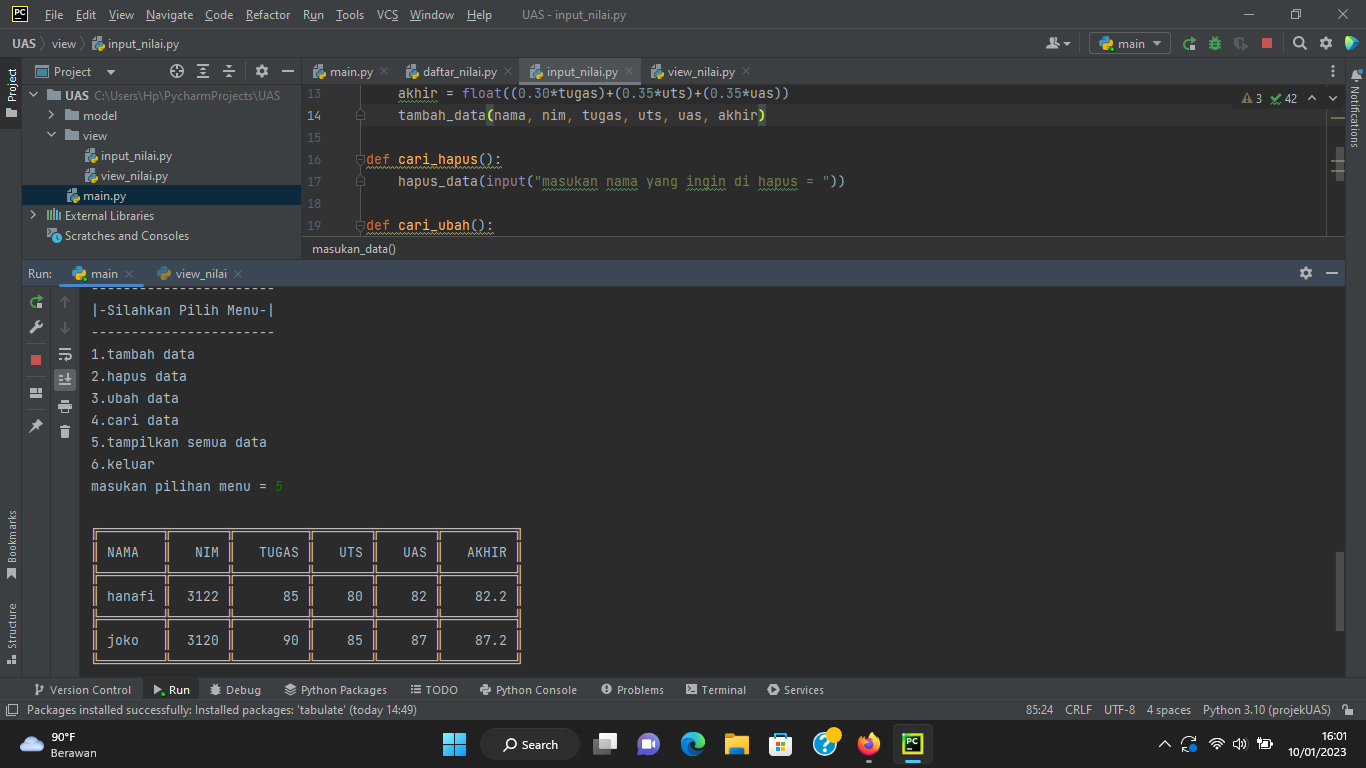 File Edit View Navigate Code Refactor Run Tools VCS Window Help UAS - input_nilai.py
UAS view input_nilai.py main
Project
Project
main.py daftar_nilai.py input_nilai.py view_nilai.py
UAS C:\Users\Hp\PycharmProjects\UAS
model
view
input_nilai.py
view_nilai.py
main.py
External Libraries
Scratches and Consoles
3 42
13 akhir = float((0.30*tugas)+(0.35*uts)+(0.35*uas))
14 tambah_data(nama, nim, tugas, uts, uas, akhir)
15
16 def cari_hapus():
17 hapus_data(input("masukan nama yang ingin di hapus = "))
18
19 def cari_ubah():
masukan_data()
Notifications
Run: main view_nilai
-----------------------
|-Silahkan Pilih Menu-|
-----------------------
1.tambah data
2.hapus data
3.ubah data
4.cari data
5.tampilkan semua data
6.keluar
masukan pilihan menu = 5
NAMA NIM TUGAS UTS UAS AKHIR
hanafi 3122 85 80 82 82.2
joko 3120 90 85 87 87.2
Bookmarks
Structure
Version Control Run Debug Python Packages TODO Python Console Problems Terminal Services
Packages installed successfully: Installed packages: 'tabulate' (today 14:49) 85:24 CRLF UTF-8 4 spaces Python 3.10 (projekUAS)
90°F
Berawan
Search
16:01
10/01/2023